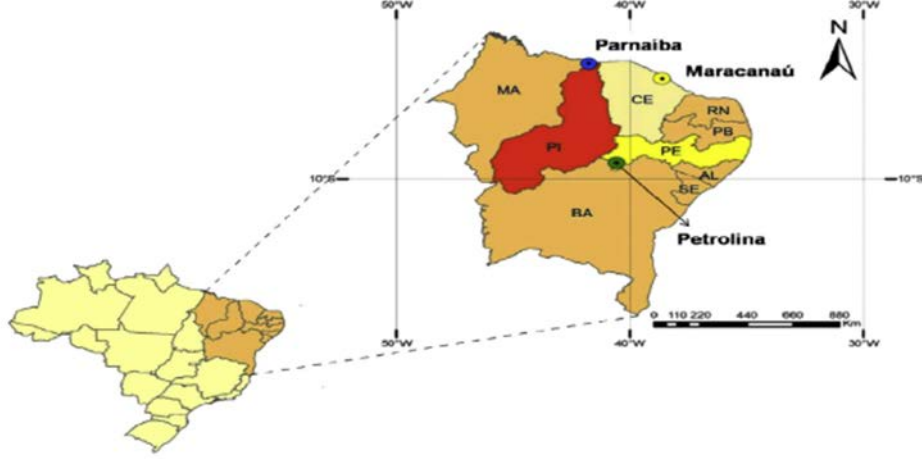 50°W
40°W
30°W
N
Parnaiba
Maracanaú
MA
CE
RN
PB
PI
PE
AL
SE
10°S
10°S
BA
Petrolina
0 110 220 440 660 880
Km
50°W
40°W
30°W